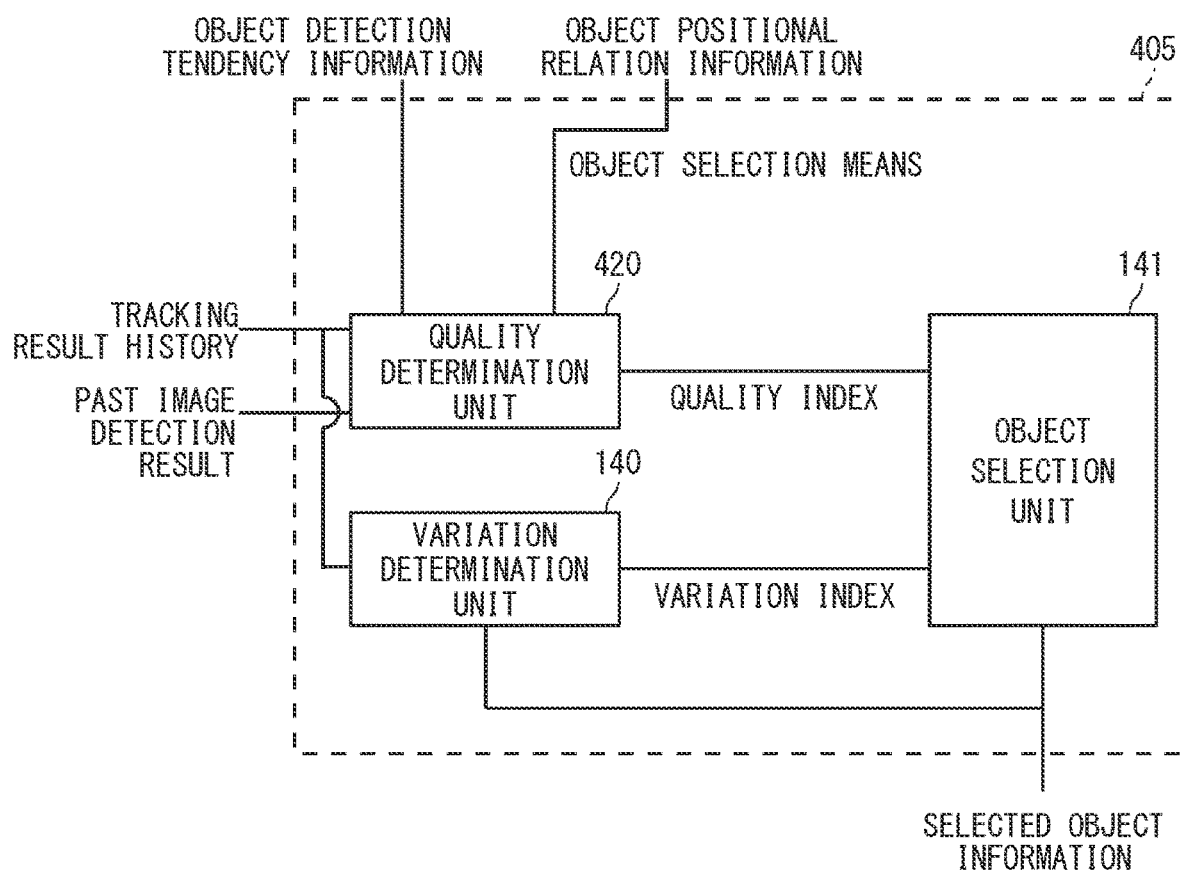 OBJECT DETECTION
TENDENCY INFORMATION
OBJECT POSITIONAL
RELATION INFORMATION
405
OBJECT SELECTION MEANS
420
141
TRACKING
RESULT HISTORY
QUALITY
DETERMINATION
UNIT
QUALITY INDEX
PAST IMAGE
DETECTION
RESULT
OBJECT
SELECTION
UNIT
140
VARIATION
DETERMINATION
UNIT
VARIATION INDEX
SELECTED OBJECT
INFORMATION